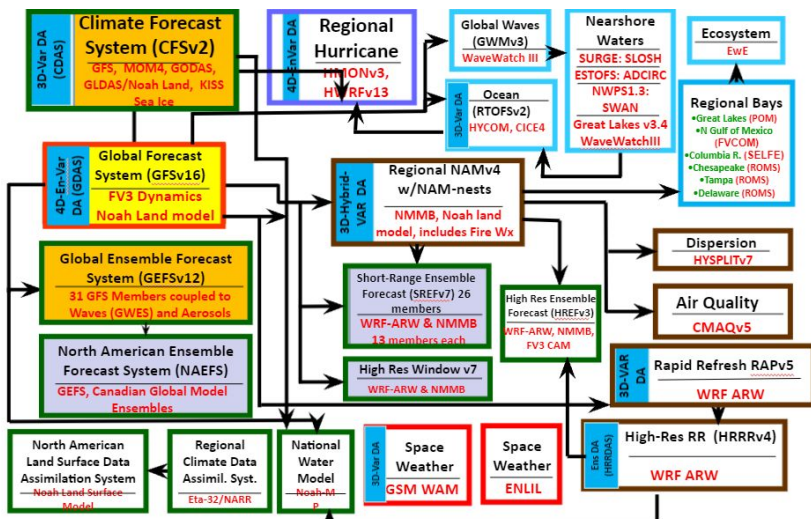 3D-Var DA
(CDAS)
Climate Forecast
System (CFSv2)
GFS, MOM4, GODAS,
GLDAS/Noah Land, KISS
Sea Ice
4D-EnVar DA
Regional
Hurricane
HMONv3,
HWRFv13
Global Waves
(GWMv3)
WaveWatch III
3D-Var DA
Ocean
(RTOFSv2)
HYCOM, CICE4
Nearshore
Waters
SURGE: SLOSH
ESTOFS: ADCIRC
NWPS1.3:
SWAN
Great Lakes v3.4
WaveWatchIII
Ecosystem
EwE
Regional Bays
•Great Lakes (POM)
•N Gulf of Mexico
(FVCOM)
•Columbia R. (SELFE)
•Chesapeake (ROMS)
•Tampa (ROMS)
•Delaware (ROMS)
4D-En-Var
DA (GDAS)
Global Forecast
System (GFSv16)
FV3 Dynamics
Noah Land model
3D-Hybrid-
VAR DA
Regional NAMv4
w/NAM-nests
NMMB, Noah land
model, includes Fire Wx
Global Ensemble Forecast
System (GEFSv12)
31 GFS Members coupled to
Waves (GWES) and Aerosols
North American Ensemble
Forecast System (NAEFS)
GEFS, Canadian Global Model
Ensembles
Short-Range Ensemble
Forecast (SREFv7) 26
members
WRF-ARW & NMMB
13 members each
High Res Window v7
WRF-ARW & NMMB
High Res Ensemble
Forecast (HREFv3)
WRF-ARW, NMMB,
FV3 CAM
Dispersion
HYSPLITv7
Air Quality
CMAQv5
3D-VAR
DA
Rapid Refresh RAPv5
WRF ARW
Ens DA
(HRRDAS)
High-Res RR (HRRRv4)
WRF ARW
North American
Land Surface Data
Assimilation System
Noah Land Surface
Model
Regional
Climate Data
Assimil. Syst.
Eta-32/NARR
National
Water
Model
Noah-M
P
3D-Var DA
Space
Weather
GSM WAM
Space
Weather
ENLIL